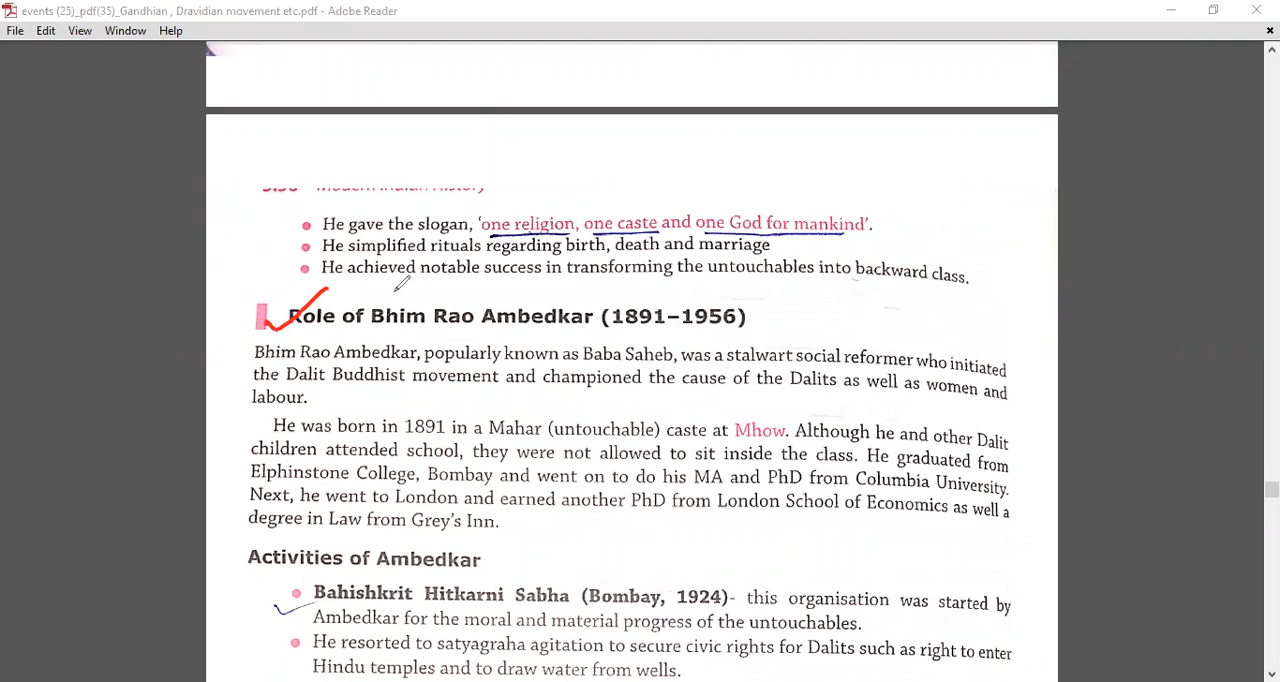 events (25)_pdf(35)_Gandhian , Dravidian movement etc.pdf - Adobe Reader
File Edit View Window Help
Modern Indian History
He gave the slogan, 'one religion, one caste and one God for mankind'.
He simplified rituals regarding birth, death and marriage
He achieved notable success in transforming the untouchables into backward class.
Role of Bhim Rao Ambedkar (1891–1956)
Bhim Rao Ambedkar, popularly known as Baba Saheb, was a stalwart social reformer who initiated
the Dalit Buddhist movement and championed the cause of the Dalits as well as women and
labour.
He was born in 1891 in a Mahar (untouchable) caste at Mhow. Although he and other Dalit
children attended school, they were not allowed to sit inside the class. He graduated from
Elphinstone College, Bombay and went on to do his MA and PhD from Columbia University.
Next, he went to London and earned another PhD from London School of Economics as well a
degree in Law from Grey's Inn.
Activities of Ambedkar
Bahishkrit Hitkarni Sabha (Bombay, 1924)- this organisation was started by
Ambedkar for the moral and material progress of the untouchables.
He resorted to satyagraha agitation to secure civic rights for Dalits such as right to enter
Hindu temples and to draw water from wells.